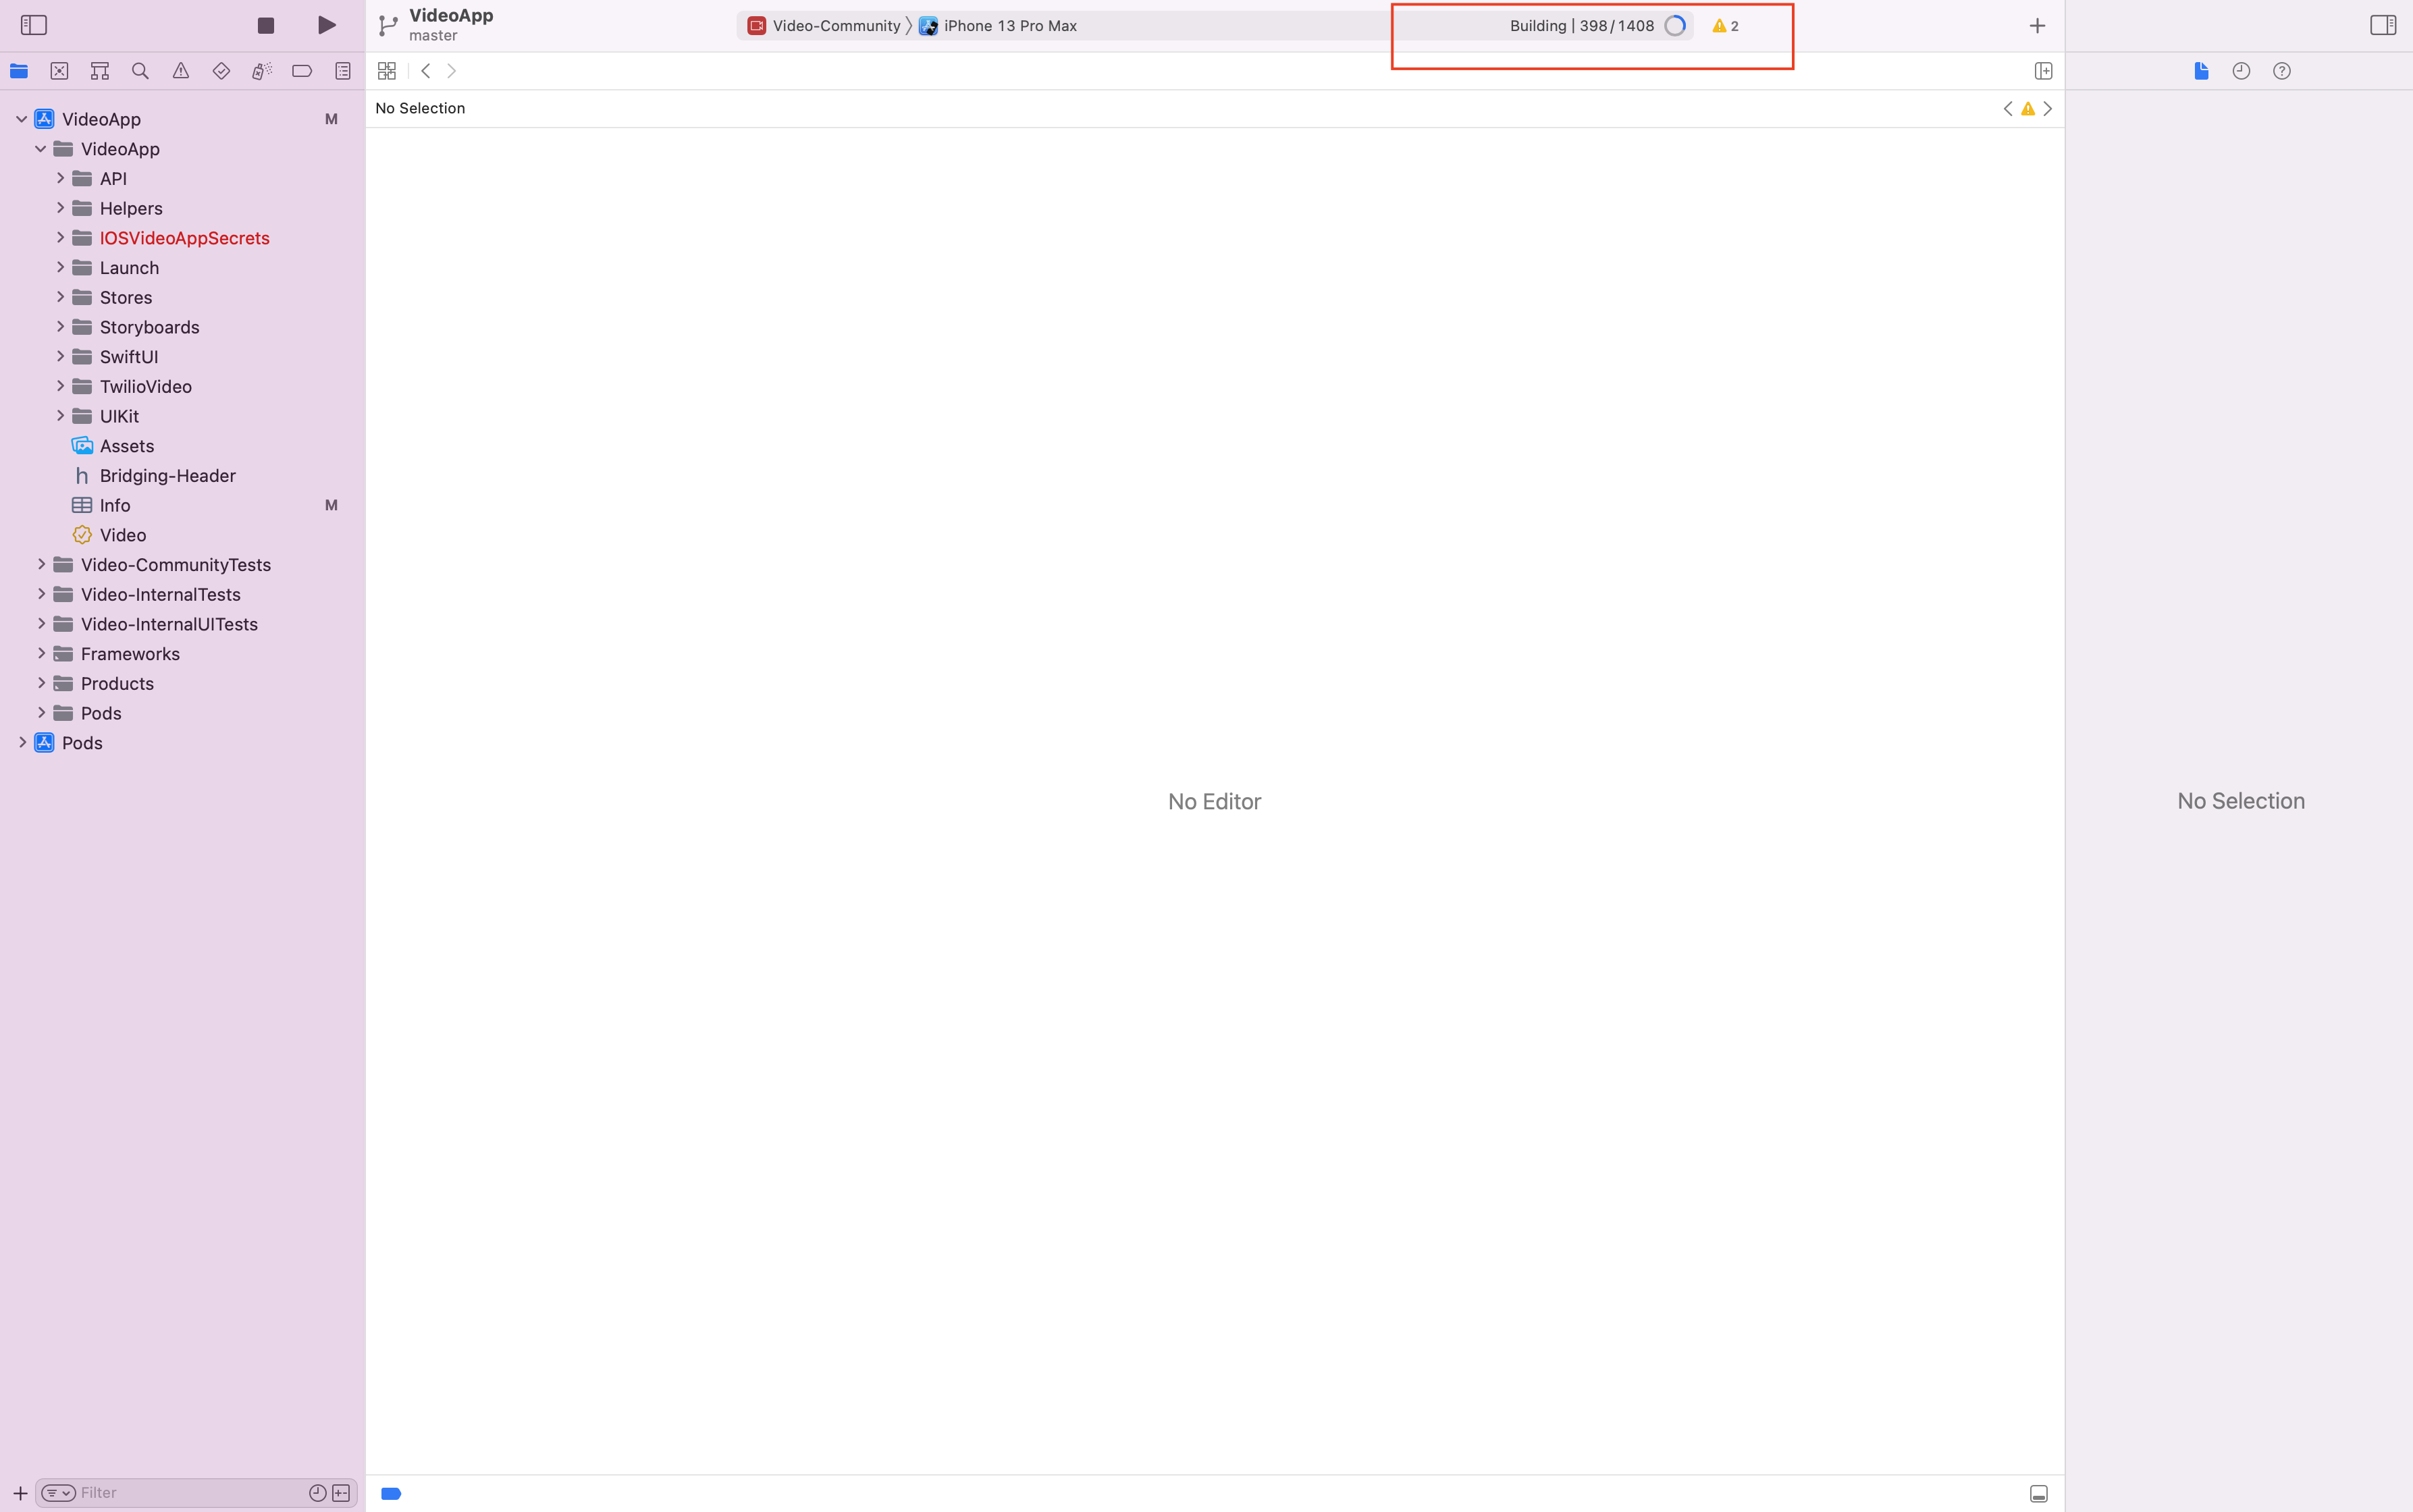 VideoApp
master
Video-Community
iPhone 13 Pro Max
Building | 398/1408
2
No Selection
VideoApp M
VideoApp
API
Helpers
IOSVideoAppSecrets
Launch
Stores
Storyboards
SwiftUI
TwilioVideo
UIKit
Assets
h Bridging-Header
Info M
Video
Video-CommunityTests
Video-InternalTests
Video-InternalUITests
Frameworks
Products
Pods
Pods
No Editor
No Selection
Filter